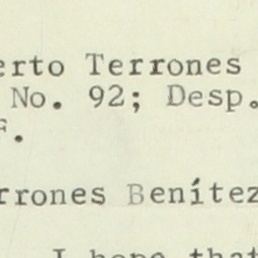 erto Terrones
No. 92; Desp.
F.
rrones Benítez
I hope that